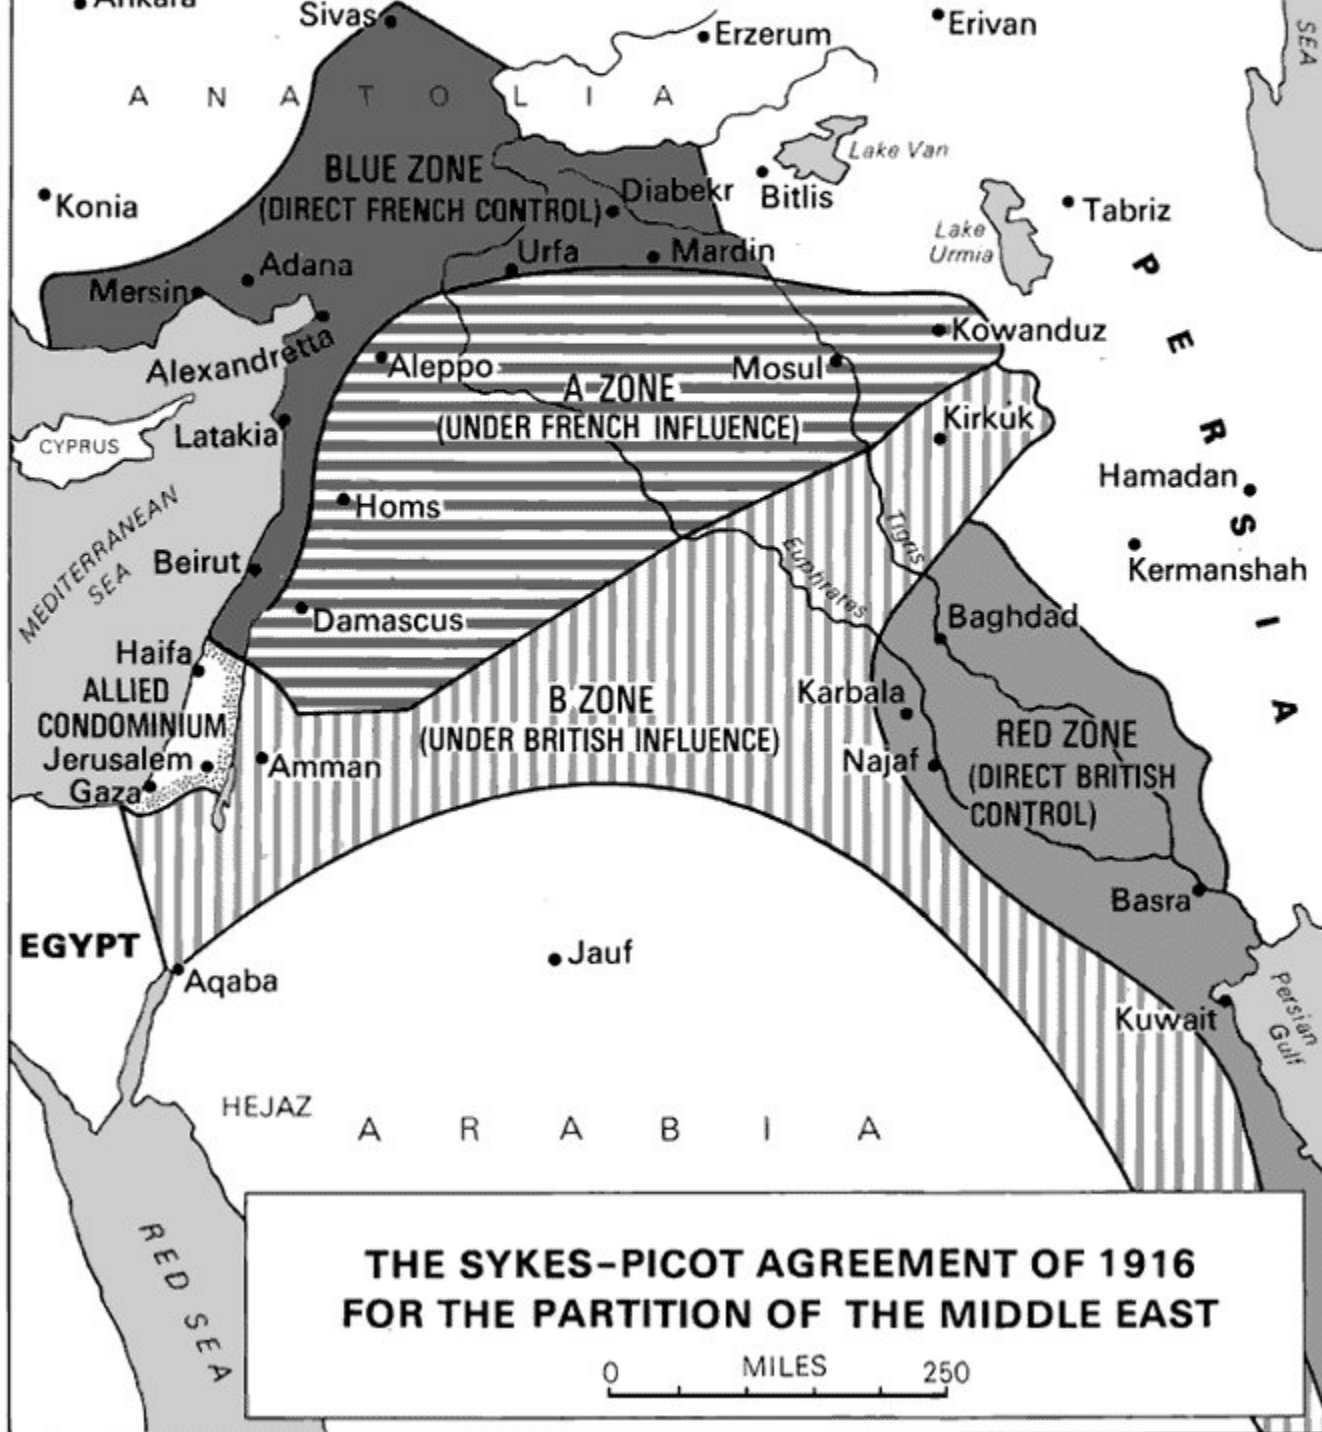 Ankara
Sivas
Erzerum
Erivan
SEA
ANATOLIA
Lake Van
BLUE ZONE
(DIRECT FRENCH CONTROL)
Diabekr
Bitlis
Konia
Tabriz
Lake
Urmia
Urfa
Mardin
Adana
Mersin
PERSIA
Alexandretta
Kowanduz
Aleppo
Mosul
A ZONE
(UNDER FRENCH INFLUENCE)
Kirkuk
CYPRUS
Latakia
Hamadan
Homs
MEDITERRANEAN
SEA
Tigris
Euphrates
Beirut
Kermanshah
Damascus
Baghdad
Haifa
ALLIED
CONDOMINIUM
Jerusalem
Gaza
Amman
B ZONE
(UNDER BRITISH INFLUENCE)
Karbala
Najaf
RED ZONE
(DIRECT BRITISH
CONTROL)
Basra
EGYPT
Jauf
Aqaba
Kuwait
Persian
Gulf
HEJAZ
ARABIA
RED SEA
THE SYKES-PICOT AGREEMENT OF 1916
FOR THE PARTITION OF THE MIDDLE EAST
0 MILES 250